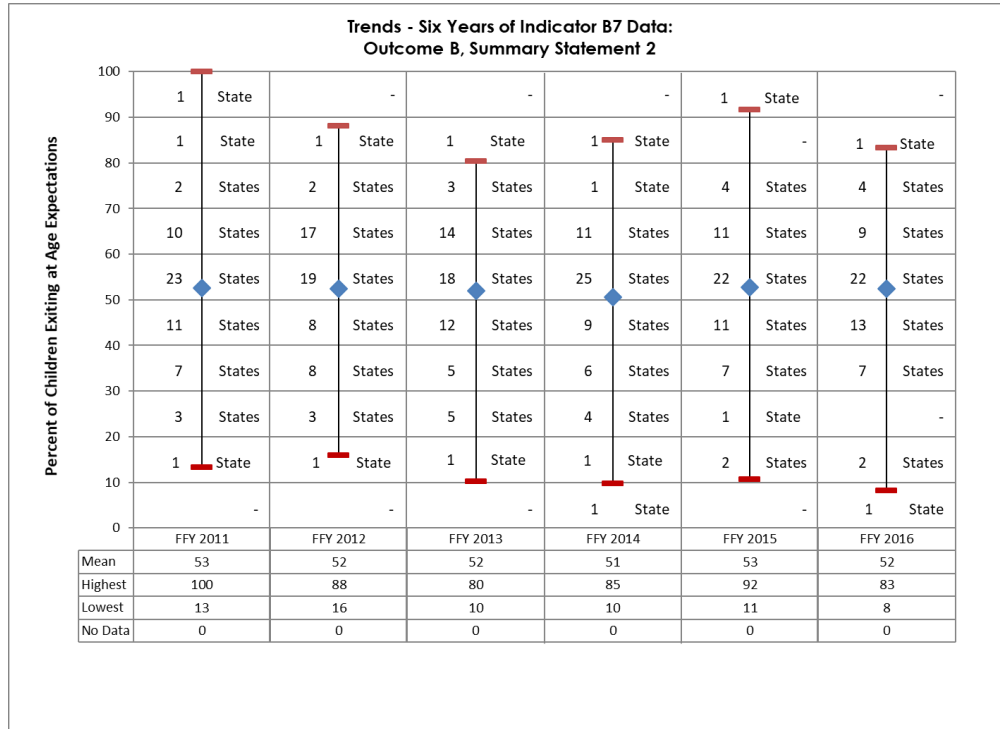 Trends - Six Years of Indicator B7 Data:
Outcome B, Summary Statement 2
Percent of Children Exiting at Age Expectations
100
1 State - - - 1 State -
90
1 State 1 State 1 State 1 State - 1 State
80
2 States 2 States 3 States 1 State 4 States 4 States
70
10 States 17 States 14 States 11 States 11 States 9 States
60
23 States 19 States 18 States 25 States 22 States 22 States
50
11 States 8 States 12 States 9 States 11 States 13 States
40
7 States 8 States 5 States 6 States 7 States 7 States
30
3 States 3 States 5 States 4 States 1 State -
20
1 State 1 State 1 State 1 State 2 States 2 States
10
- - - 1 State - 1 State
0
FFY 2011 FFY 2012 FFY 2013 FFY 2014 FFY 2015 FFY 2016
Mean 53 52 52 51 53 52
Highest 100 88 80 85 92 83
Lowest 13 16 10 10 11 8
No Data 0 0 0 0 0 0